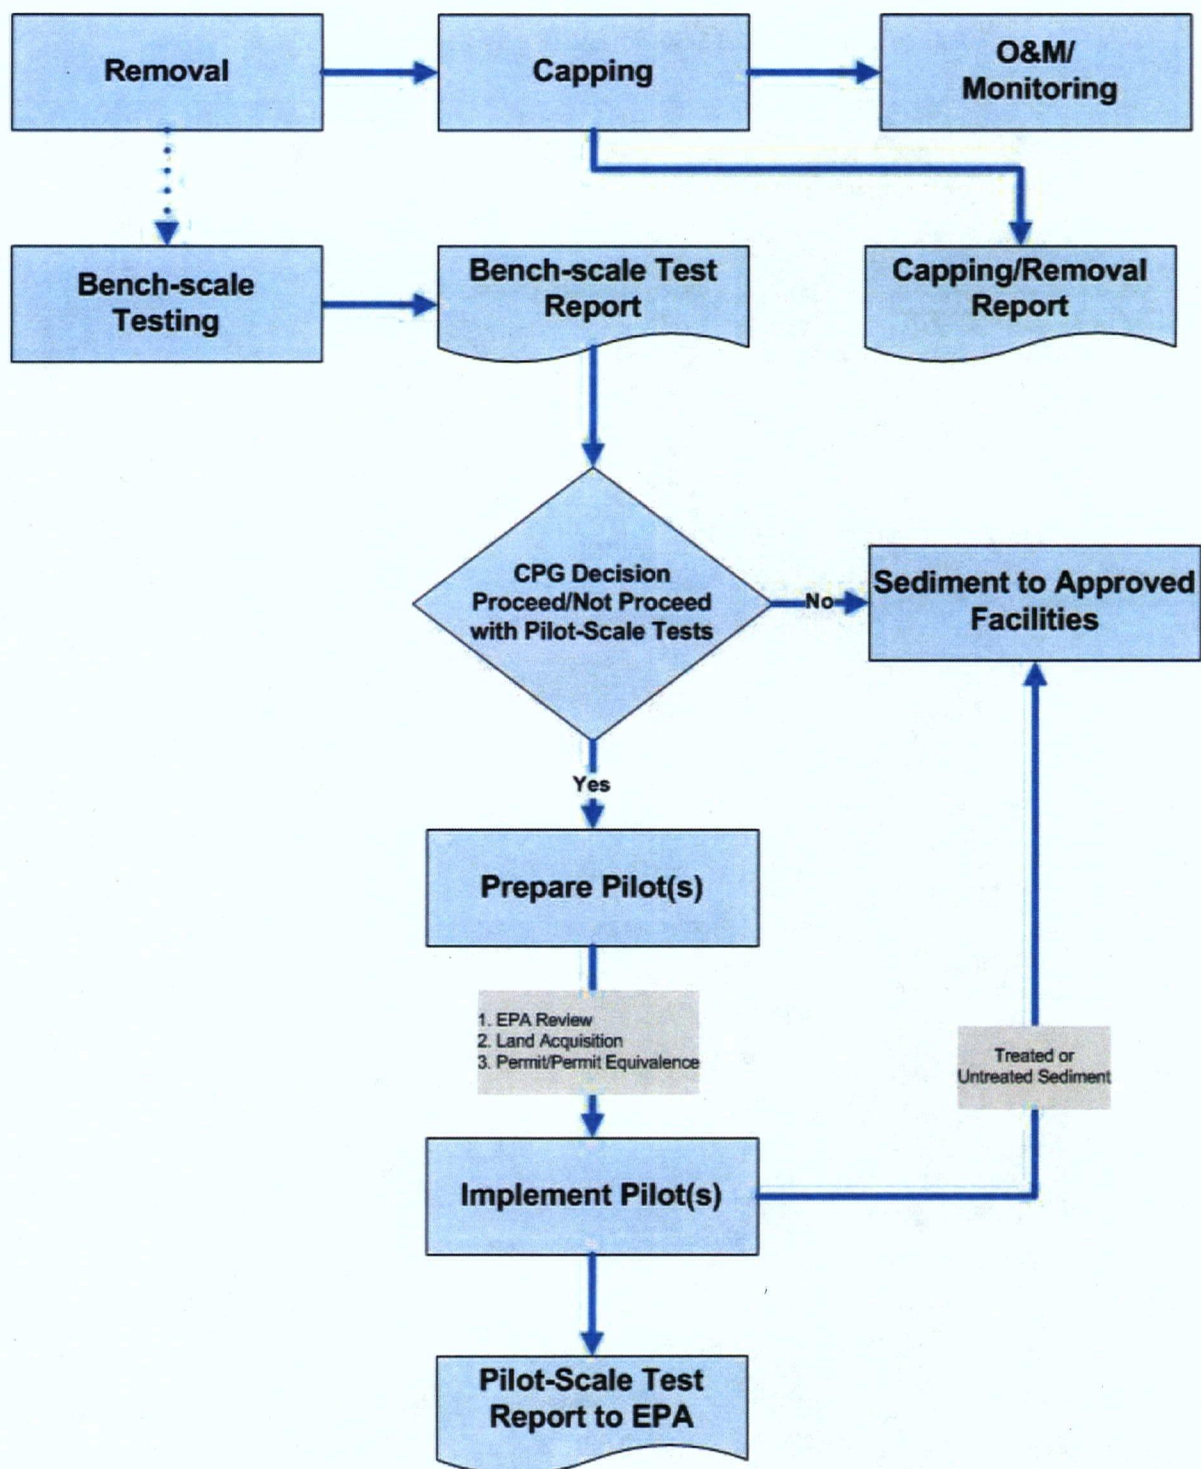 Removal
Capping
O&M/
Monitoring
Bench-scale
Testing
Bench-scale Test
Report
Capping/Removal
Report
CPG Decision
Proceed/Not Proceed
with Pilot-Scale Tests
No
Sediment to Approved
Facilities
Yes
Prepare Pilot(s)
1. EPA Review
2. Land Acquisition
3. Permit/Permit Equivalence
Treated or
Untreated Sediment
Implement Pilot(s)
Pilot-Scale Test
Report to EPA